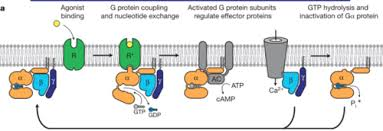 a
Agonist
binding
G protein coupling
and nucleotide exchange
Activated G protein subunits
regulate effector proteins
GTP hydrolysis and
inactivation of Gα protein
R
R*
α
β
γ
α
β
γ
GTP
GDP
α
AC
ATP
cAMP
β
γ
Ca²⁺
α
Pᵢ